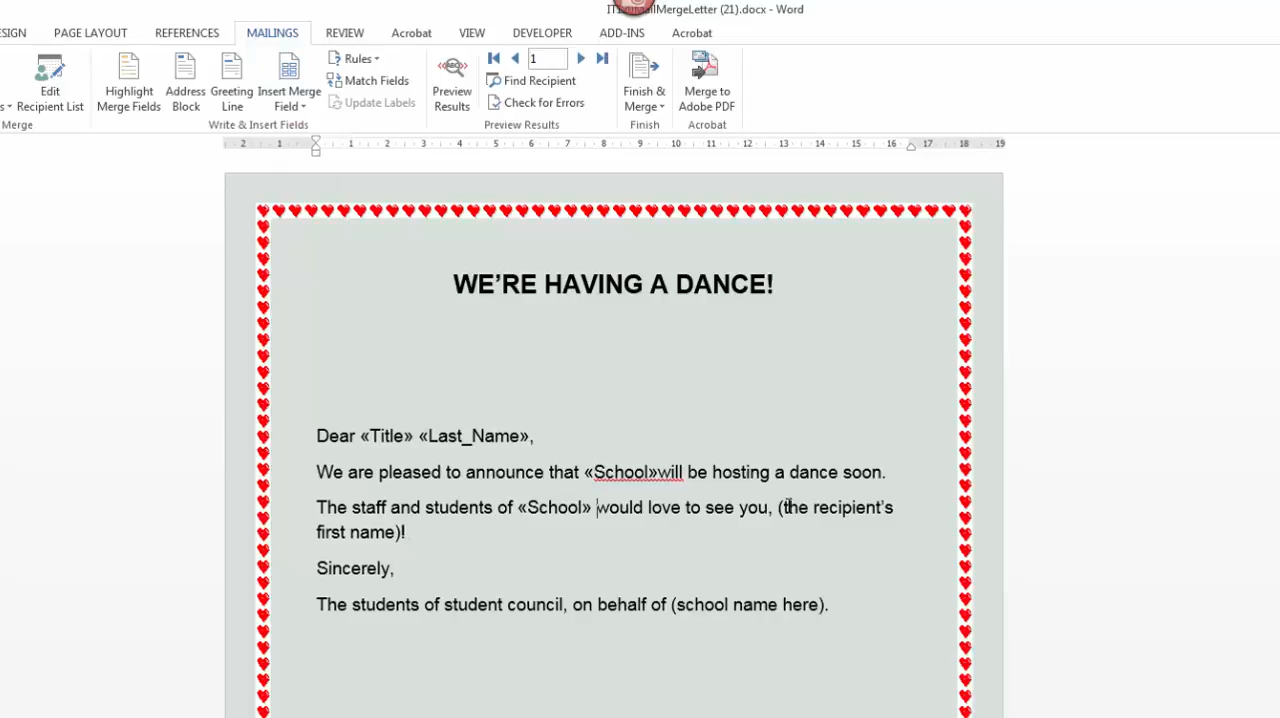 ITI...ailMergeLetter (21).docx - Word
ESIGN PAGE LAYOUT REFERENCES MAILINGS REVIEW Acrobat VIEW DEVELOPER ADD-INS Acrobat
Edit Recipient List
s
Merge
Highlight Merge Fields
Address Block
Greeting Line
Insert Merge Field
Rules
Match Fields
Update Labels
Write & Insert Fields
ABC
Preview Results
1
Find Recipient
Check for Errors
Preview Results
Finish & Merge
Finish
Merge to Adobe PDF
Acrobat
2 1 1 2 3 4 5 6 7 8 9 10 11 12 13 14 15 16 17 18 19
WE’RE HAVING A DANCE!
Dear «Title» «Last_Name»,
We are pleased to announce that «School»will be hosting a dance soon.
The staff and students of «School» would love to see you, (the recipient’s
first name)!
Sincerely,
The students of student council, on behalf of (school name here).